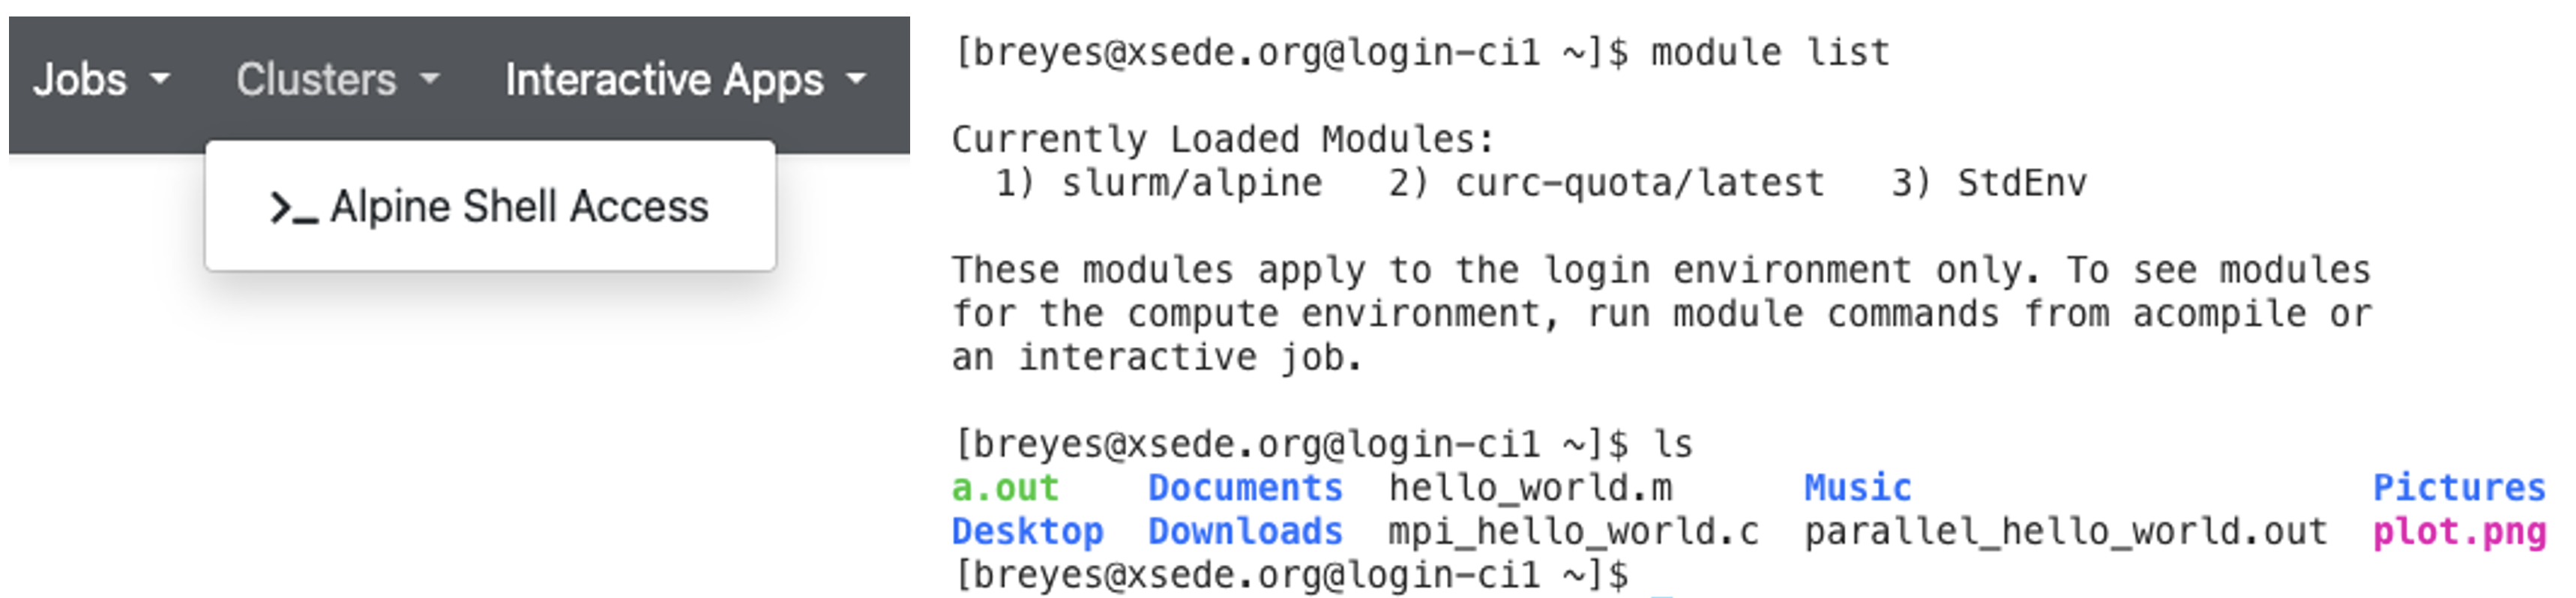 Jobs Clusters Interactive Apps
>_ Alpine Shell Access
[breyes@xsede.org@login-ci1 ~]$ module list
Currently Loaded Modules:
1) slurm/alpine 2) curc-quota/latest 3) StdEnv
These modules apply to the login environment only. To see modules
for the compute environment, run module commands from acompile or
an interactive job.
[breyes@xsede.org@login-ci1 ~]$ ls
a.out Documents hello_world.m Music Pictures
Desktop Downloads mpi_hello_world.c parallel_hello_world.out plot.png
[breyes@xsede.org@login-ci1 ~]$